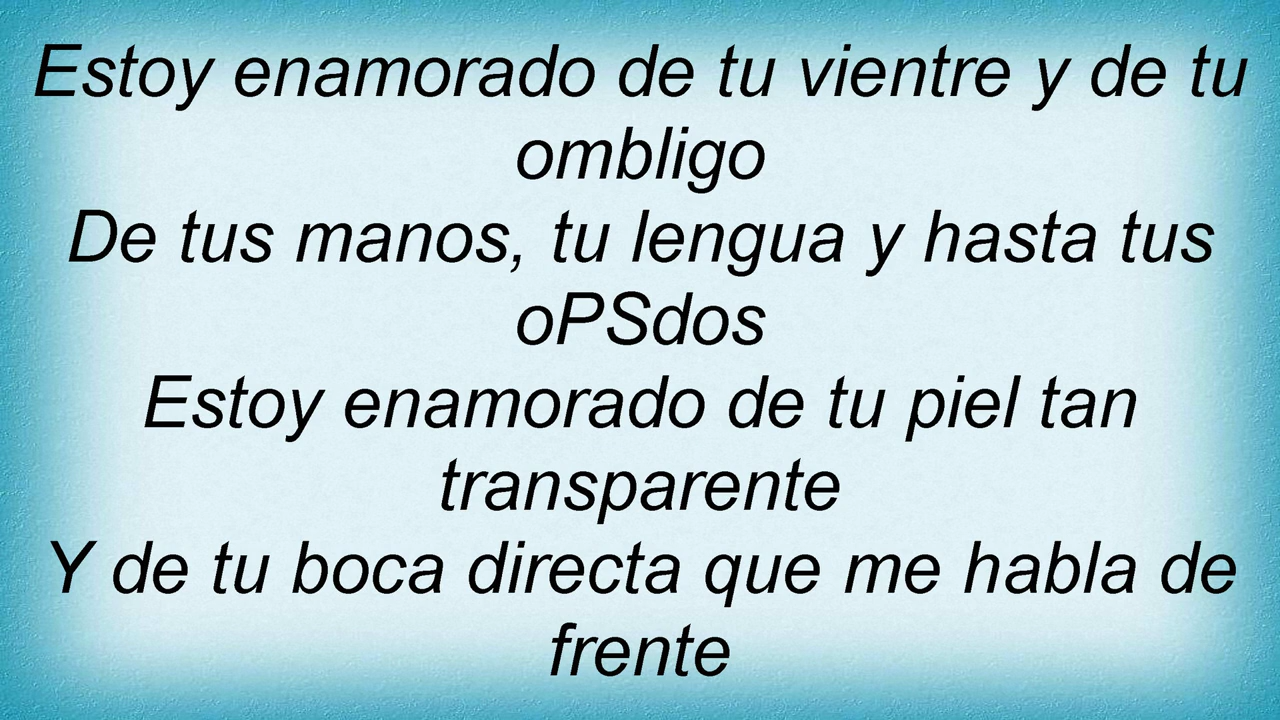 Estoy enamorado de tu vientre y de tu
ombligo
De tus manos, tu lengua y hasta tus
oPSdos
Estoy enamorado de tu piel tan
transparente
Y de tu boca directa que me habla de
frente